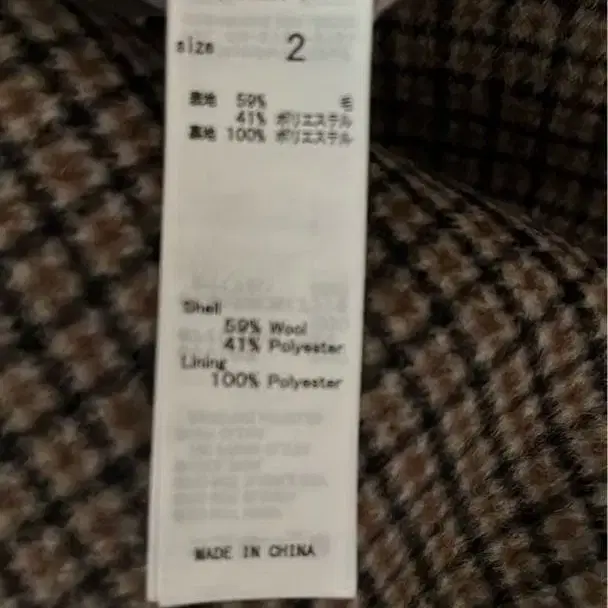 size 2
表地 59% 毛
41% ポリエステル
裏地 100% ポリエステル
Shell
59% Wool
41% Polyester
Lining
100% Polyester
MADE IN CHINA